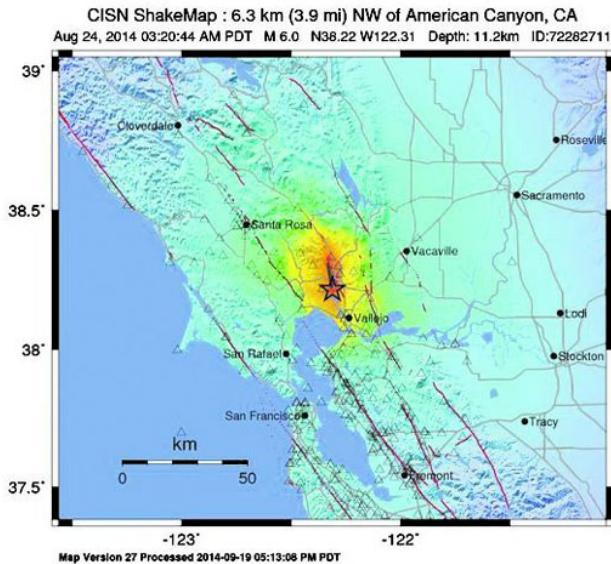 CISN ShakeMap : 6.3 km (3.9 mi) NW of American Canyon, CA
Aug 24, 2014 03:20:44 AM PDT M 6.0 N38.22 W122.31 Depth: 11.2km ID:72282711
39°
Cloverdale
Roseville
38.5°
Santa Rosa
Sacramento
Vacaville
Vallejo
Lodi
38°
San Rafael
Stockton
San Francisco
Tracy
km
0 50
Fremont
37.5°
-123° -122°
Map Version 27 Processed 2014-09-19 05:13:08 PM PDT